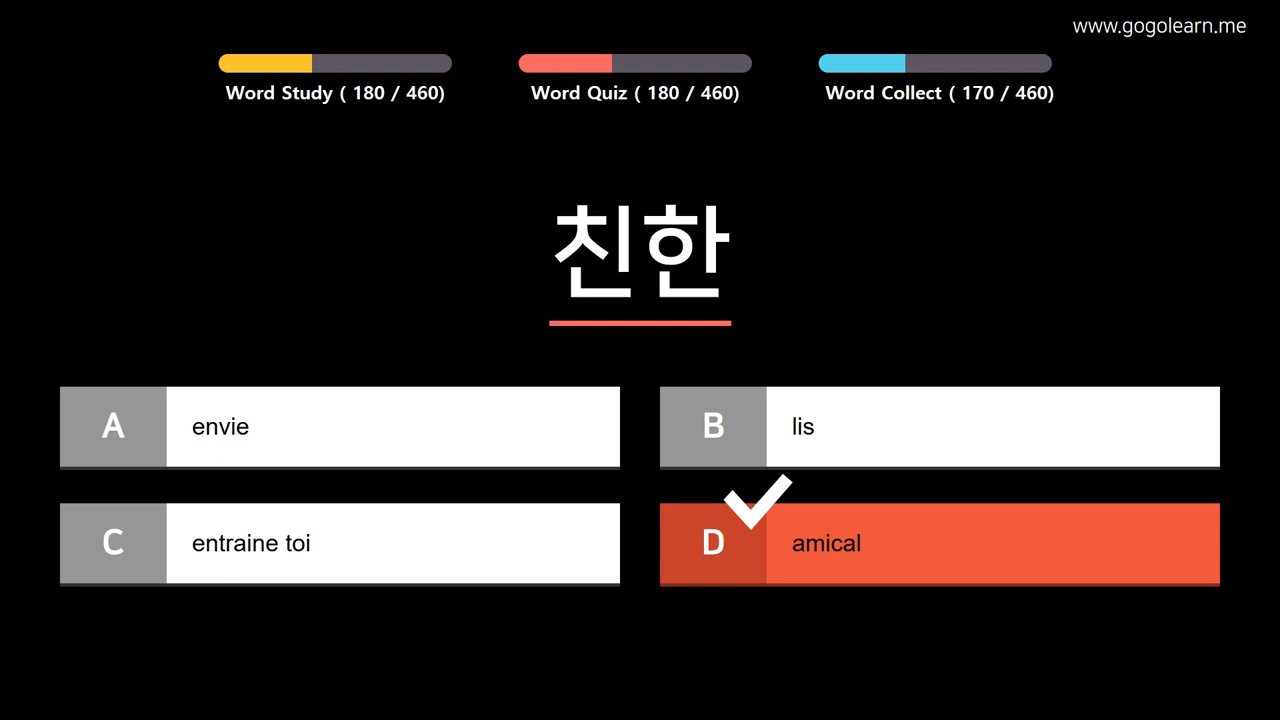 www.gogolearn.me
Word Study ( 180 / 460)
Word Quiz ( 180 / 460)
Word Collect ( 170 / 460)
친한
A envie
B lis
C entraine toi
D amical